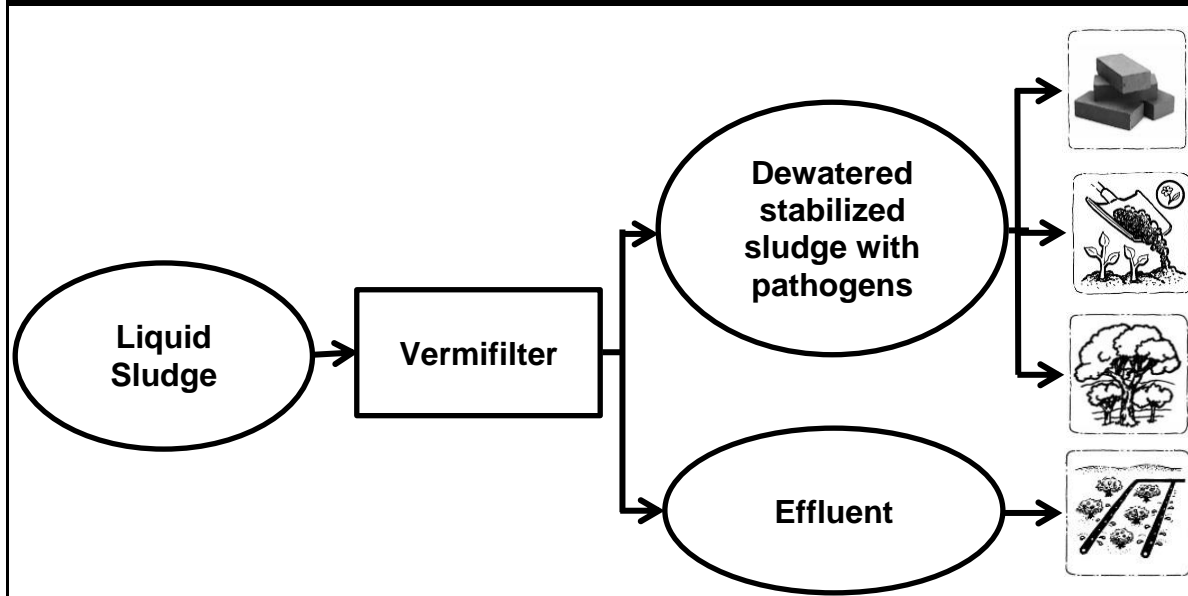 Liquid
Sludge
Vermifilter
Dewatered
stabilized
sludge with
pathogens
Effluent